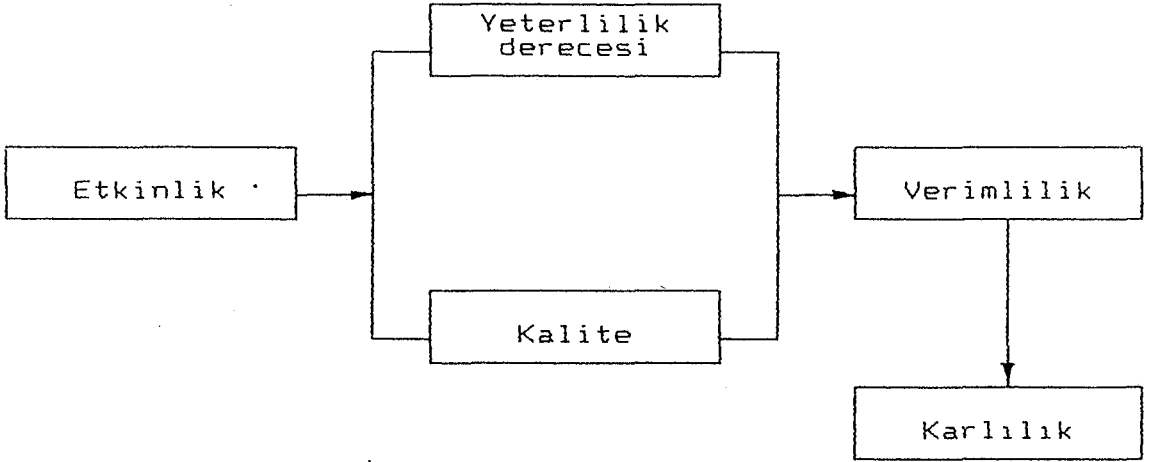 Yeterlilik
derecesi
Etkinlik
Verimlilik
Kalite
Karlılık